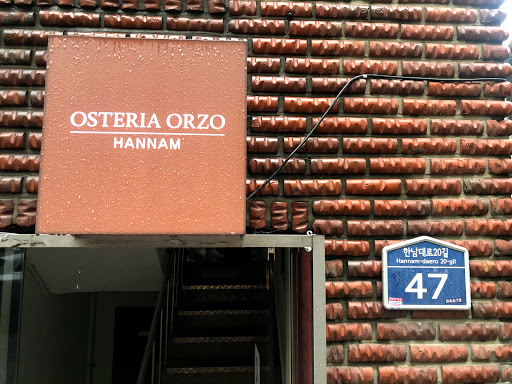 OSTERIA ORZO
HANNAM
한남대로20길
Hannam-daero 20-gil
47